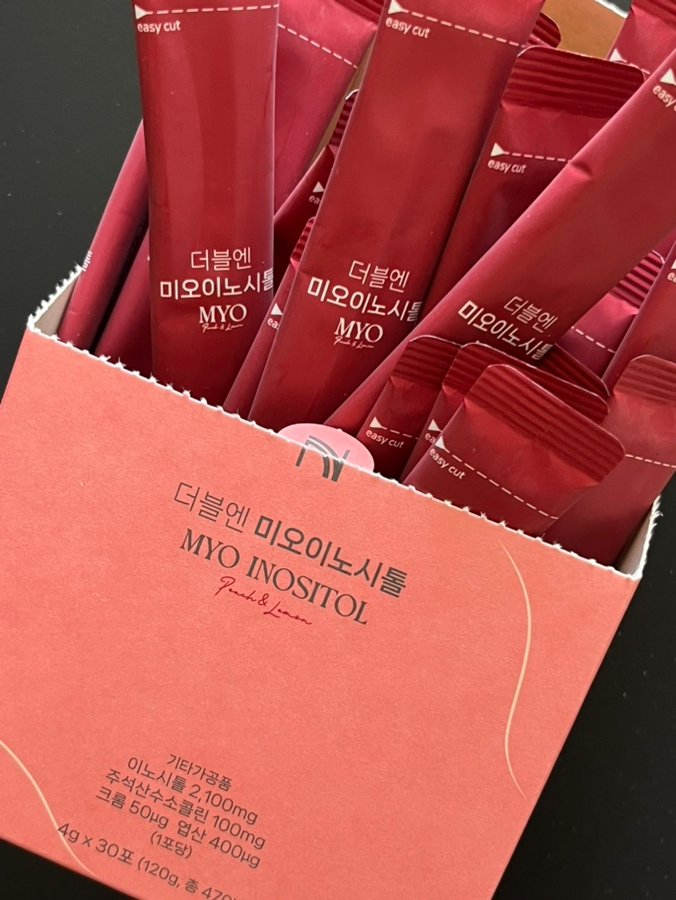 easy cut
easy cut
easy cut
더블엔
미오이노시톨
MYO
Peach & Lemon
더블엔
미오이노시톨
MYO
Peach & Lemon
더블엔
미오이노시톨
easy cut
easy cut
더블엔 미오이노시톨
MYO INOSITOL
Peach & Lemon
기타가공품
이노시톨 2,100mg
주석산수소콜린 100mg
크롬 50μg 엽산 400μg
(1포당)
4g x 30포 (120g, 총